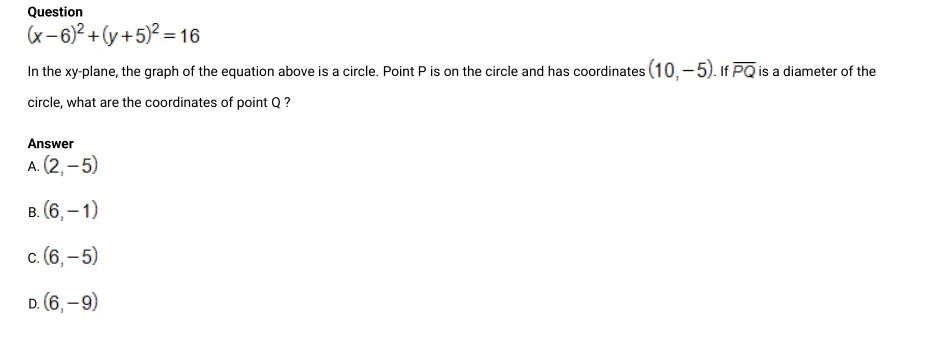 Question
(x−6)²+(y+5)²=16
In the xy-plane, the graph of the equation above is a circle. Point P is on the circle and has coordinates (10,−5). If P̅Q̅ is a diameter of the
circle, what are the coordinates of point Q ?
Answer
A. (2,−5)
B. (6,−1)
C. (6,−5)
D. (6,−9)